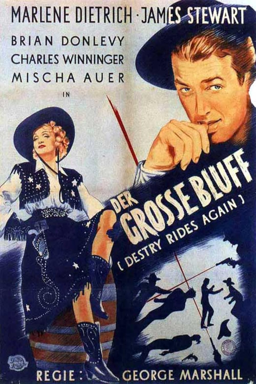 MARLENE DIETRICH · JAMES STEWART
BRIAN DONLEVY
CHARLES WINNINGER
MISCHA AUER
IN
DER
GROSSE BLUFF
(DESTRY RIDES AGAIN)
REGIE: GEORGE MARSHALL